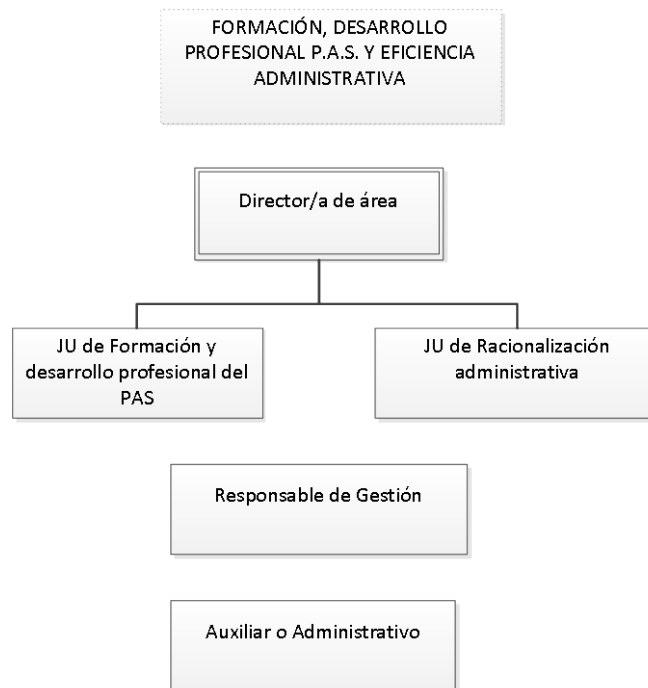 FORMACIÓN, DESARROLLO
PROFESIONAL P.A.S. Y EFICIENCIA
ADMINISTRATIVA
Director/a de área
JU de Formación y
desarrollo profesional del
PAS
JU de Racionalización
administrativa
Responsable de Gestión
Auxiliar o Administrativo